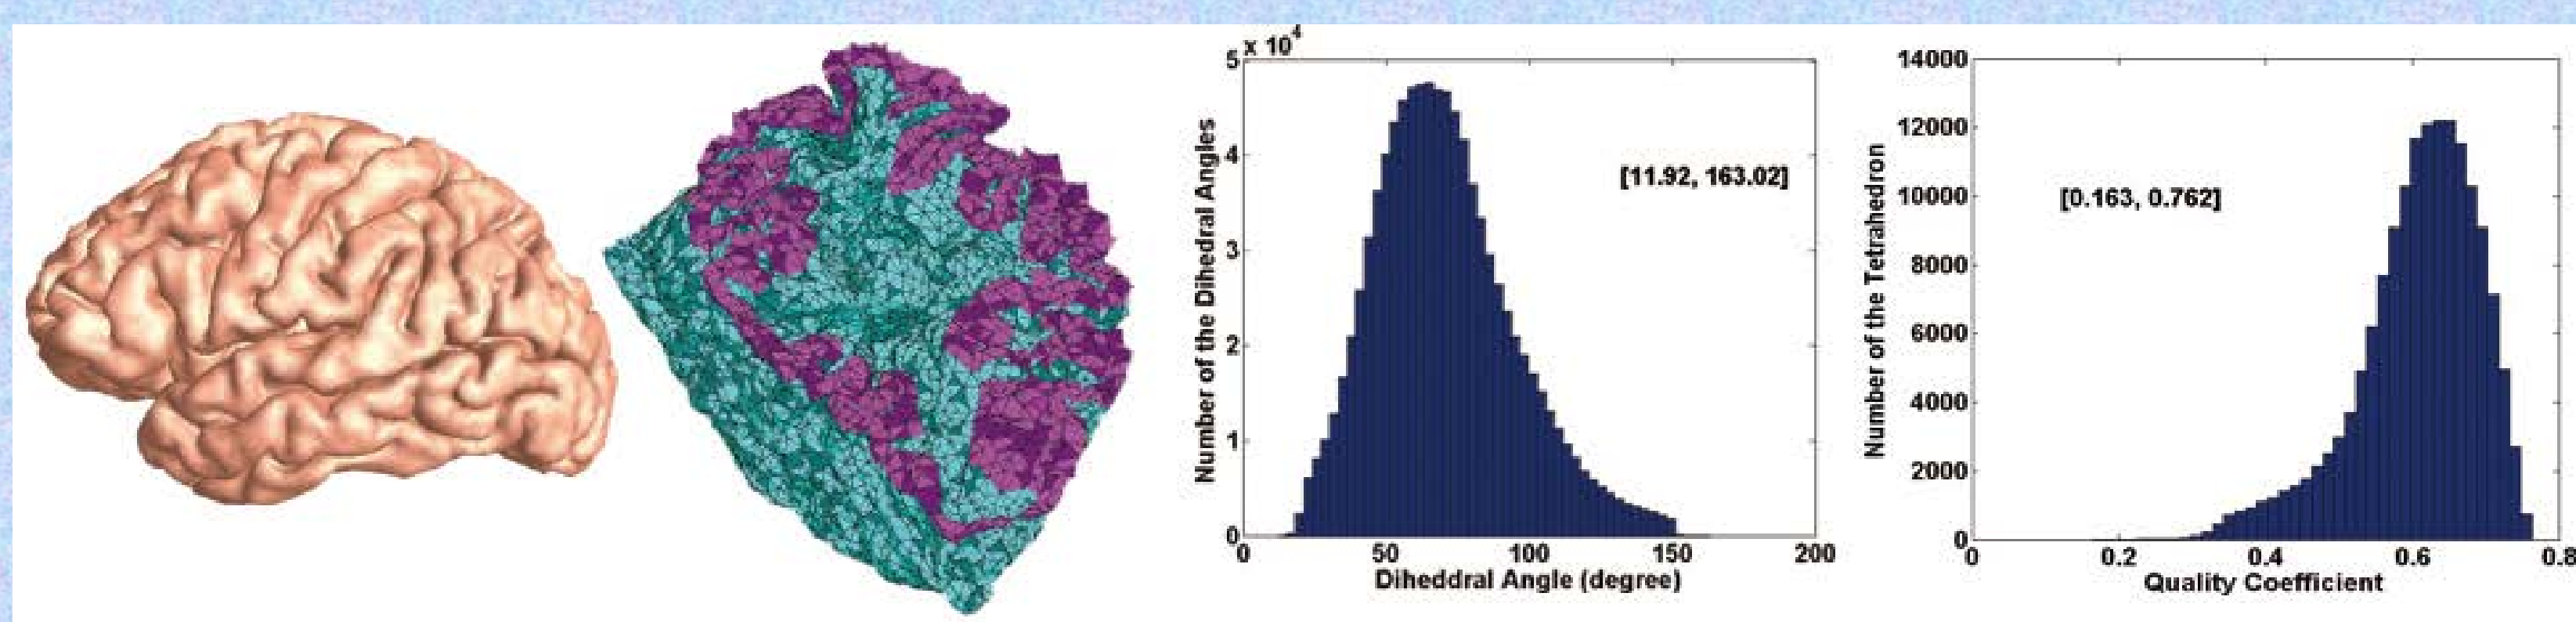 x 10⁴
5
4
3
2
1
0
0 50 100 150 200
Number of the Dihedral Angles
[11.92, 163.02]
Diheddral Angle (degree)
14000
12000
10000
8000
6000
4000
2000
0
0 0.2 0.4 0.6 0.8
Number of the Tetrahedron
[0.163, 0.762]
Quality Coefficient